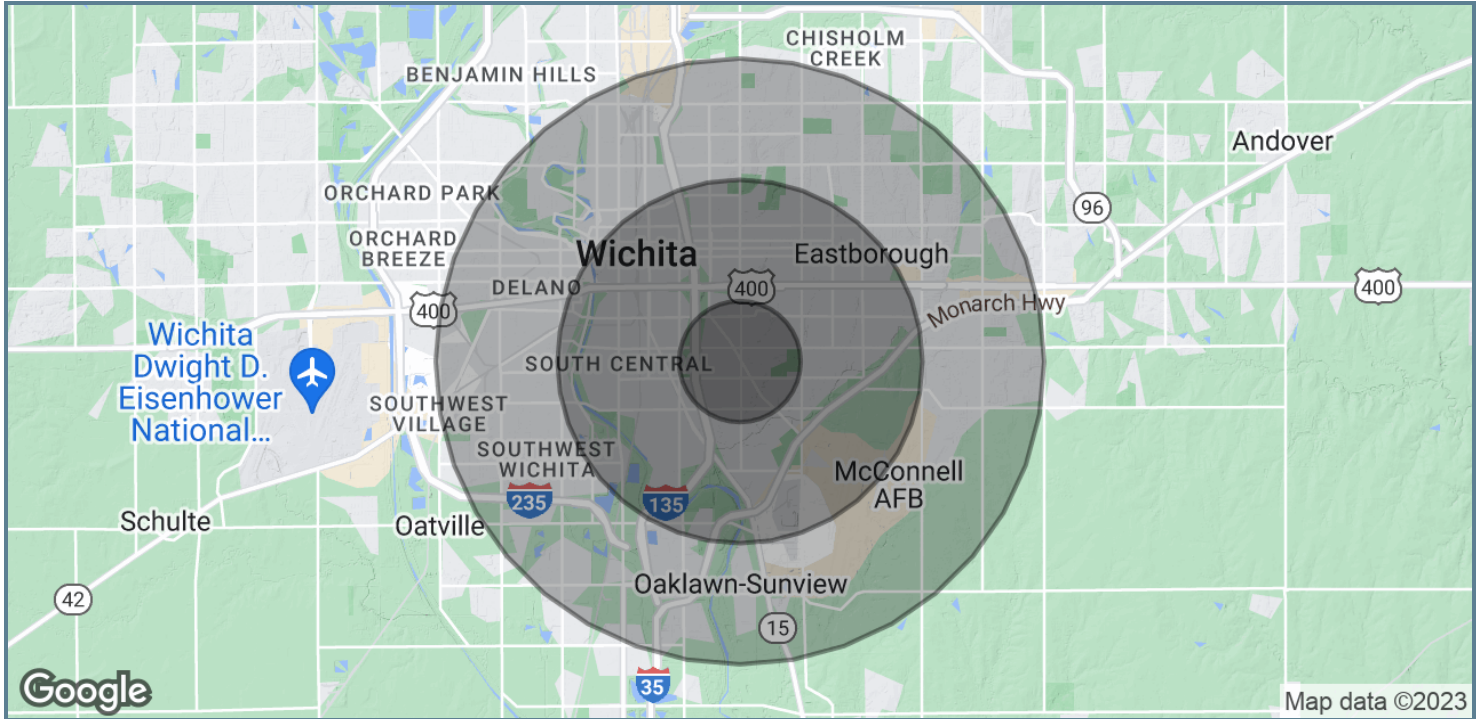 CHISHOLM
CREEK
BENJAMIN HILLS
Andover
ORCHARD PARK
96
ORCHARD
BREEZE
Wichita
Eastborough
DELANO
400
400
400
Monarch Hwy
Wichita
Dwight D.
Eisenhower
National...
SOUTH CENTRAL
SOUTHWEST
VILLAGE
SOUTHWEST
WICHITA
McConnell
AFB
235
135
Schulte
Oatville
Oaklawn-Sunview
42
15
35
Google
Map data ©2023